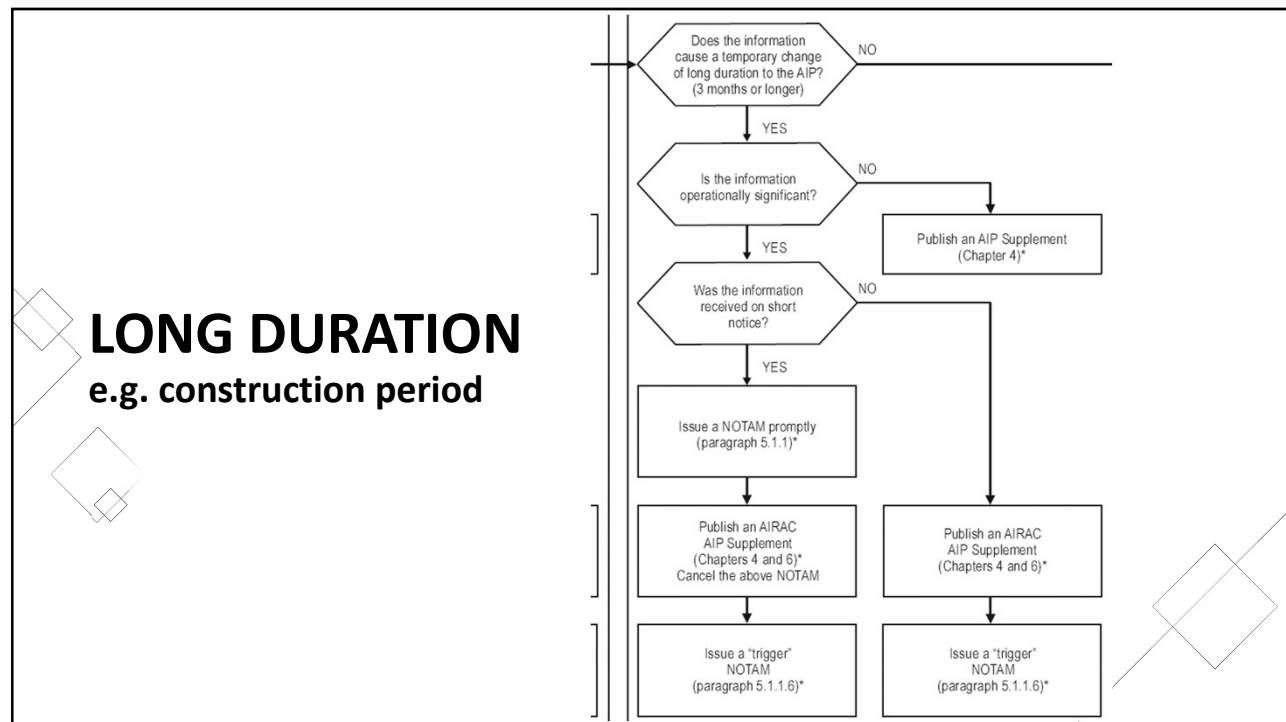 LONG DURATION
e.g. construction period
Does the information
cause a temporary change
of long duration to the AIP?
(3 months or longer)
NO
YES
Is the information
operationally significant?
NO
Publish an AIP Supplement
(Chapter 4)*
YES
Was the information
received on short
notice?
NO
YES
Issue a NOTAM promptly
(paragraph 5.1.1)*
Publish an AIRAC
AIP Supplement
(Chapters 4 and 6)*
Cancel the above NOTAM
Publish an AIRAC
AIP Supplement
(Chapters 4 and 6)*
Issue a “trigger”
NOTAM
(paragraph 5.1.1.6)*
Issue a “trigger”
NOTAM
(paragraph 5.1.1.6)*